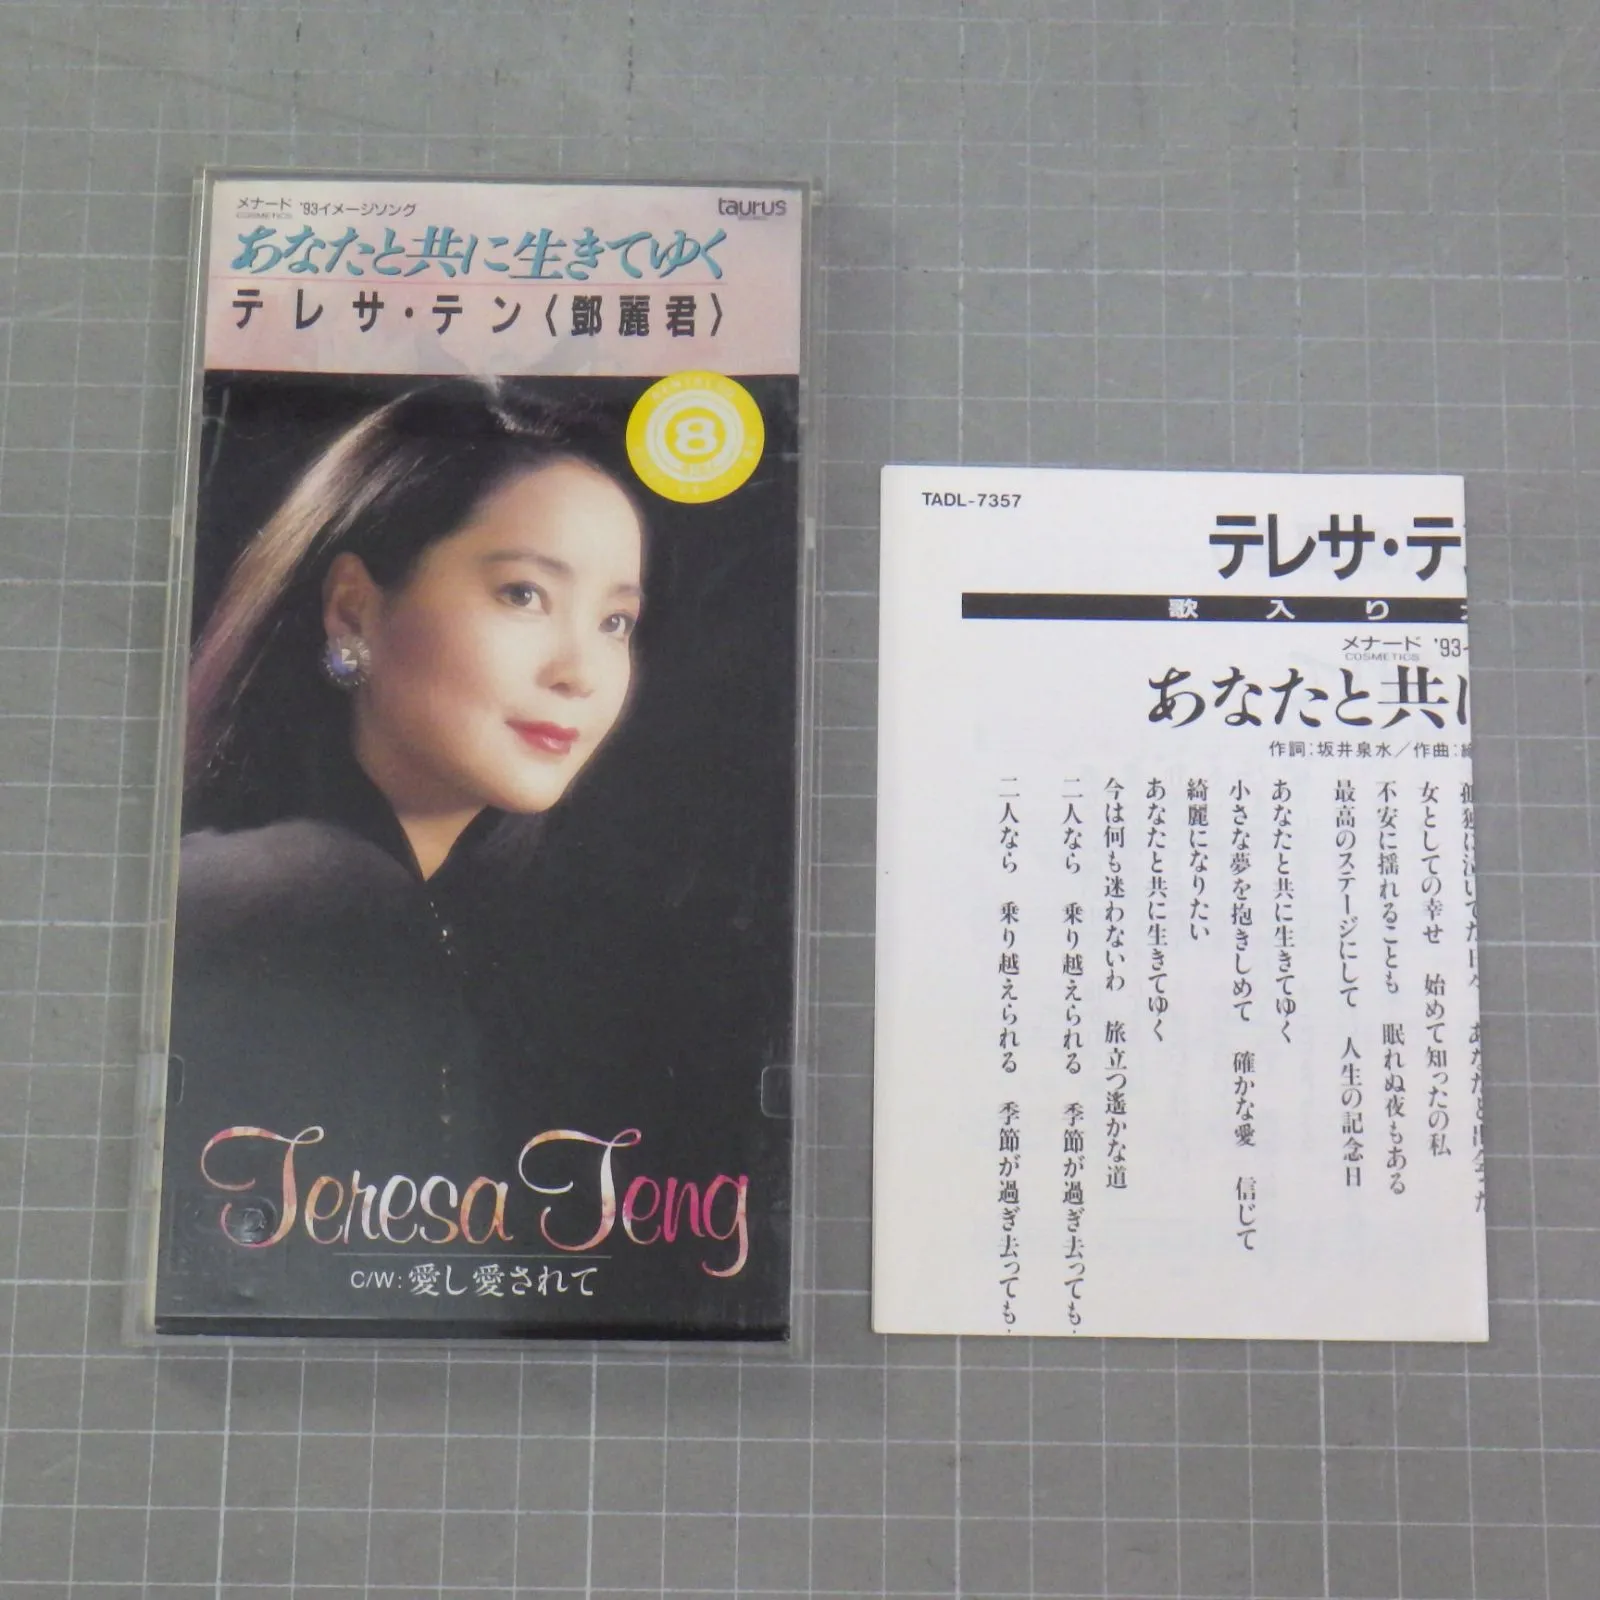 メナード
COSMETICS
'93イメージソング
taurus
あなたと共に生きてゆく
テレサ・テン〈鄧麗君〉
8
Teresa Teng
C/W:愛し愛されて
TADL-7357
テレサ・テ
歌入り
メナード '93
COSMETICS
あなたと共に
作詞:坂井泉水/作曲:
女としての幸せ 始めて知ったの私
不安に揺れることも 眠れぬ夜もある
最高のステージにして 人生の記念日
あなたと共に生きてゆく
小さな夢を抱きしめて 確かな愛 信じて
綺麗になりたい
あなたと共に生きてゆく
今は何も迷わないわ 旅立つ遙かな道
二人なら 乗り越えられる 季節が過ぎ去っても
二人なら 乗り越えられる 季節が過ぎ去っても